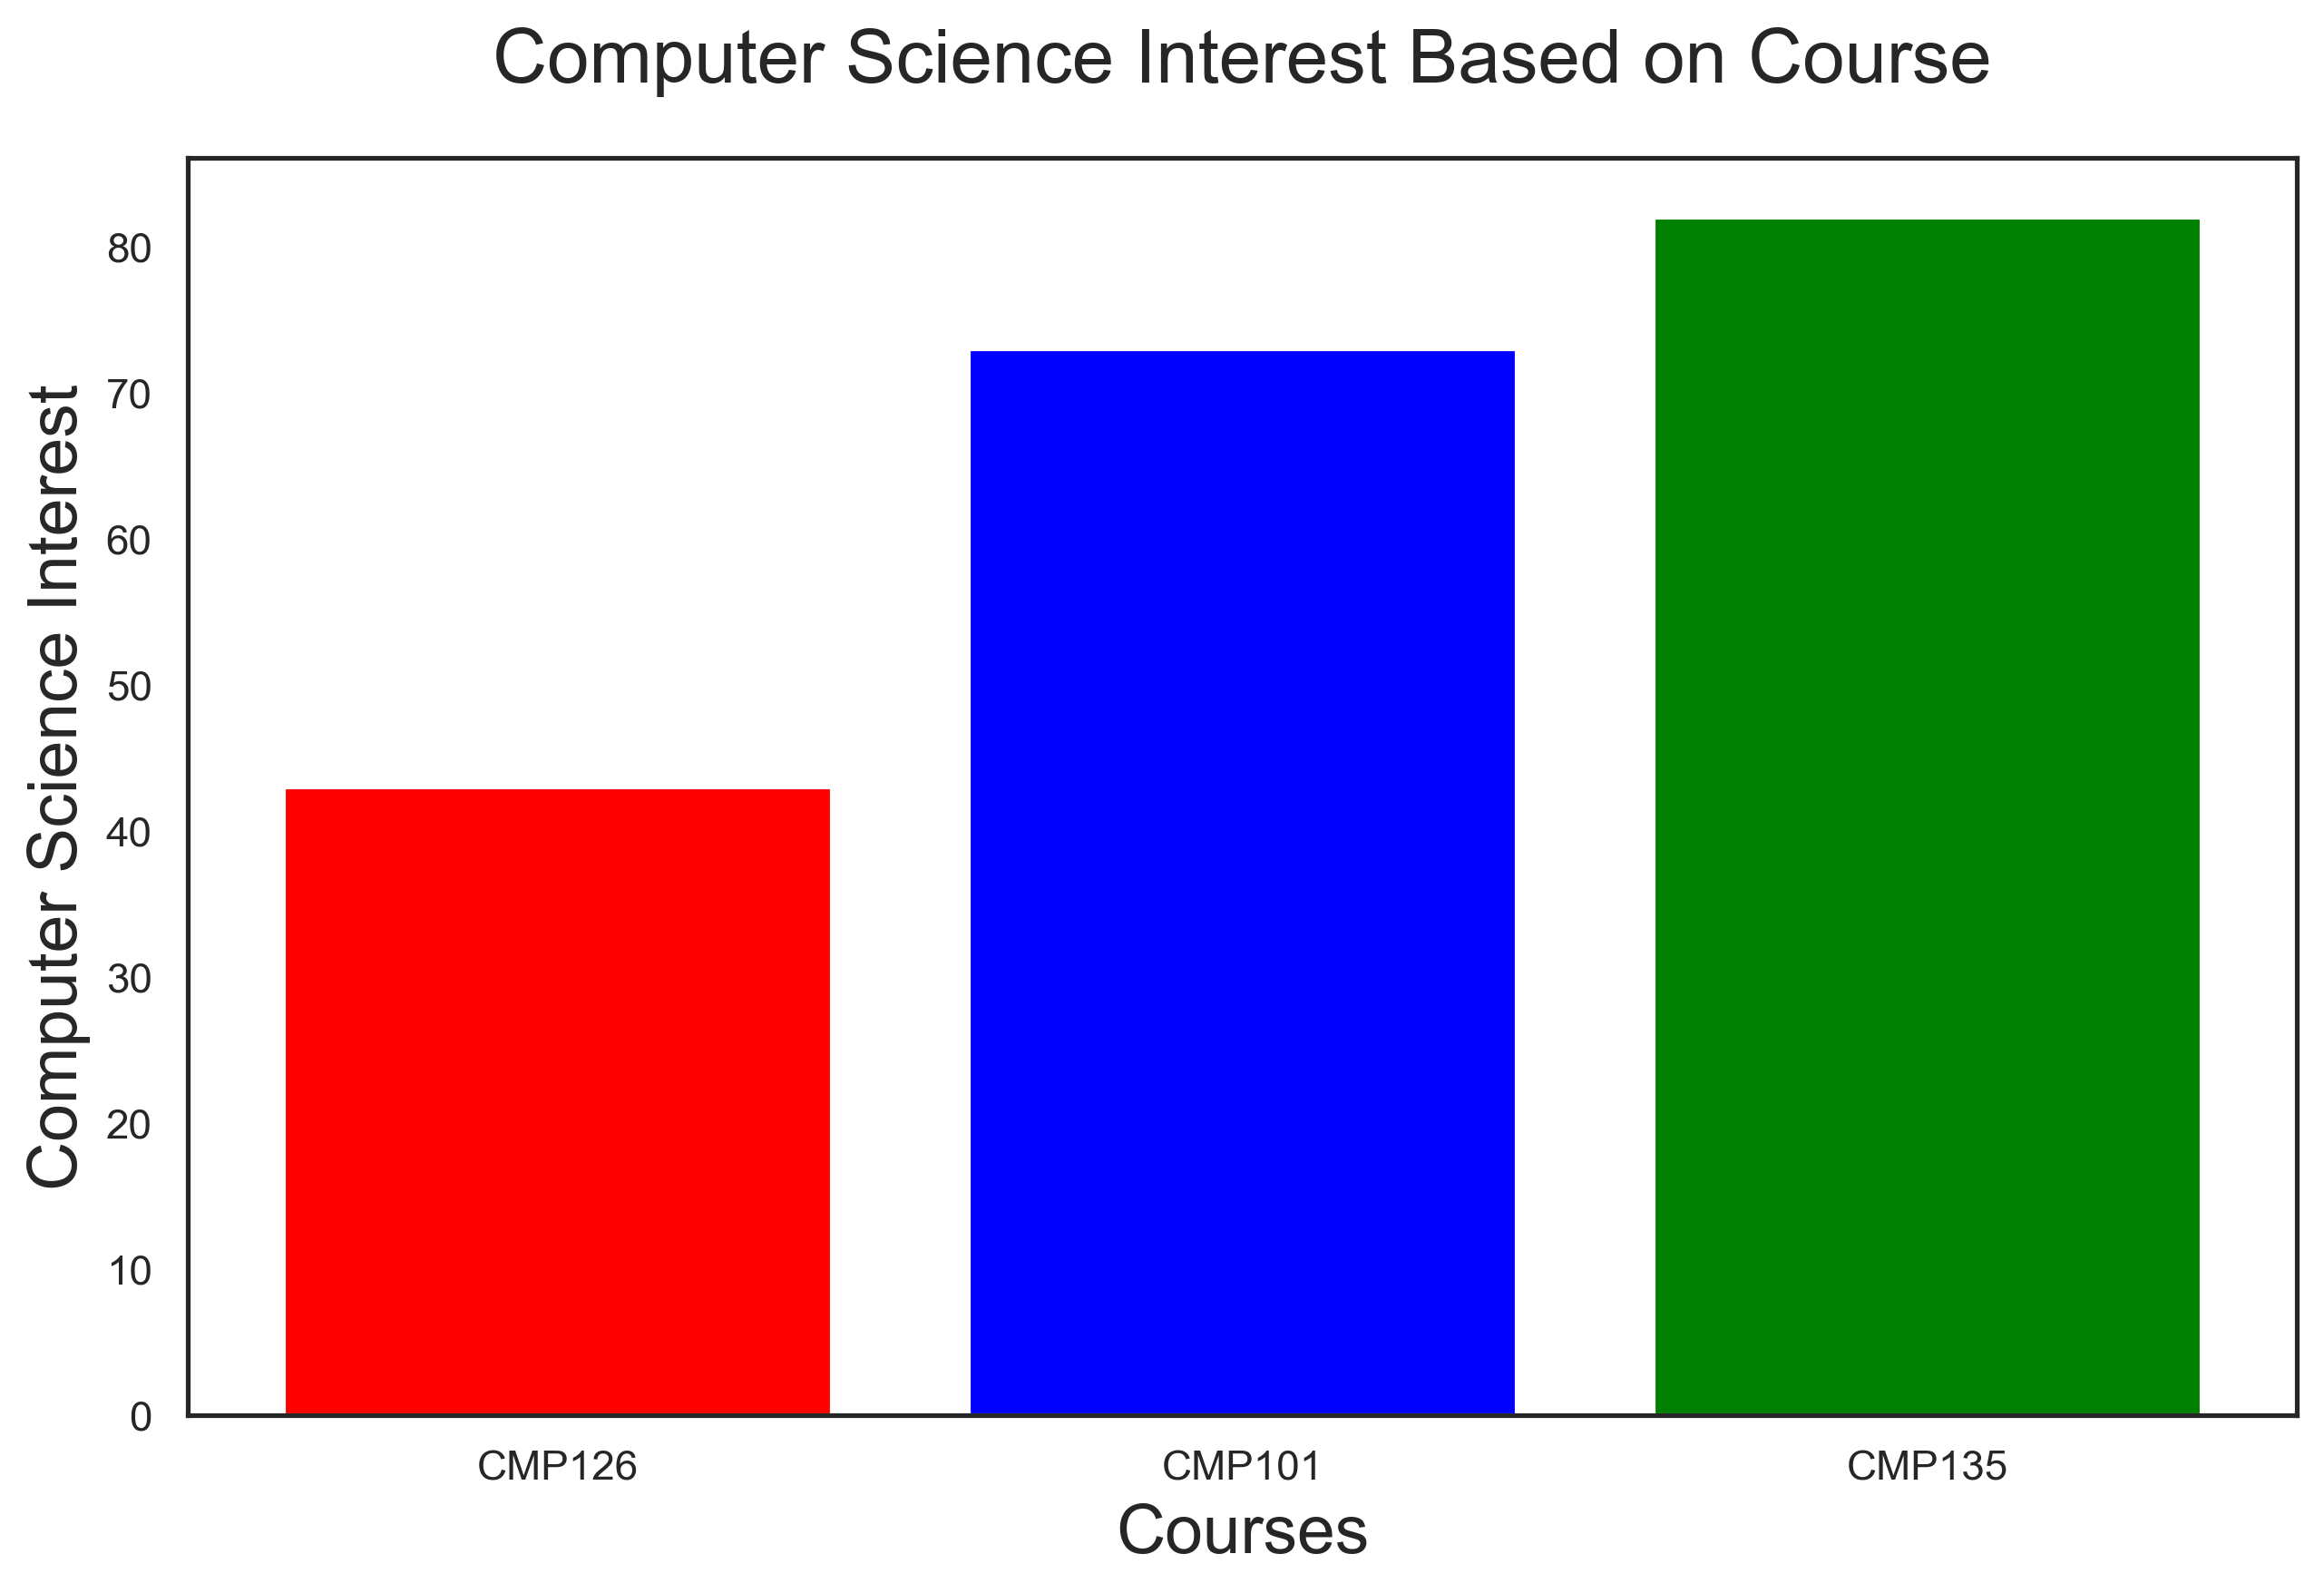 Computer Science Interest Based on Course
Computer Science Interest
80
70
60
50
40
30
20
10
0
CMP126
CMP101
CMP135
Courses